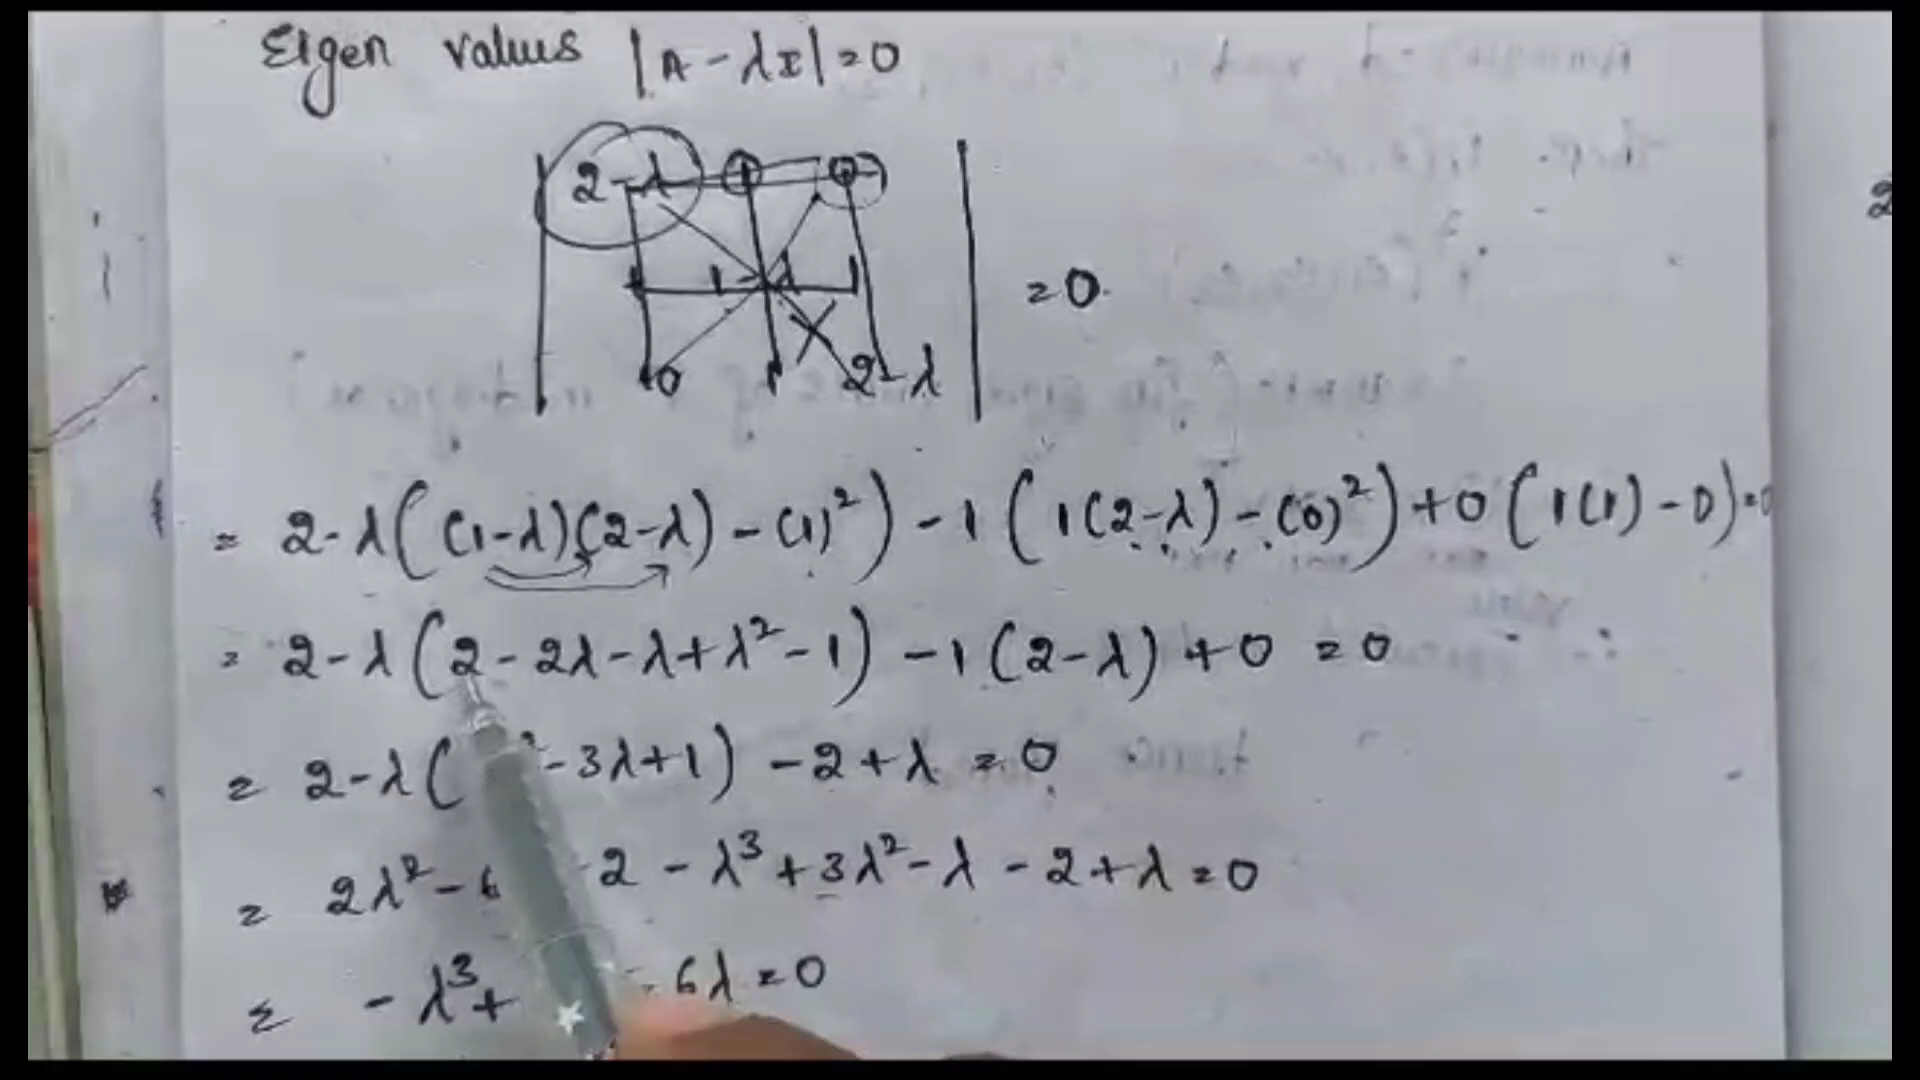 Eigen values |A - λI| = 0
2-λ 1 0
1 1-λ 1 = 0
0 1 2-λ
= 2-λ((1-λ)(2-λ) - (1)²) - 1(1(2-λ) - (0)²) + 0(1(1) - 0) = 0
= 2-λ(2 - 2λ - λ + λ² - 1) - 1(2-λ) + 0 = 0
= 2-λ( - 3λ + 1) - 2 + λ = 0
= 2λ² - 6 2 - λ³ + 3λ² - λ - 2 + λ = 0
= -λ³ + - 6λ = 0
2